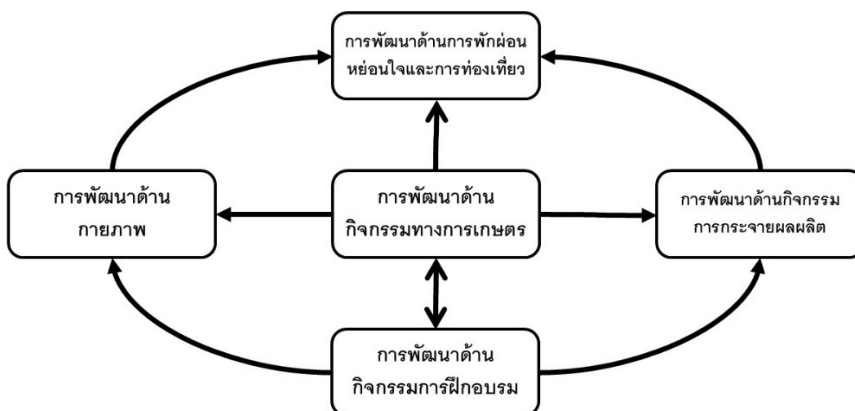 การพัฒนาด้านการพักผ่อน
หย่อนใจและการท่องเที่ยว
การพัฒนาด้าน
กายภาพ
การพัฒนาด้าน
กิจกรรมทางการเกษตร
การพัฒนาด้านกิจกรรม
การกระจายผลผลิต
การพัฒนาด้าน
กิจกรรมการฝึกอบรม